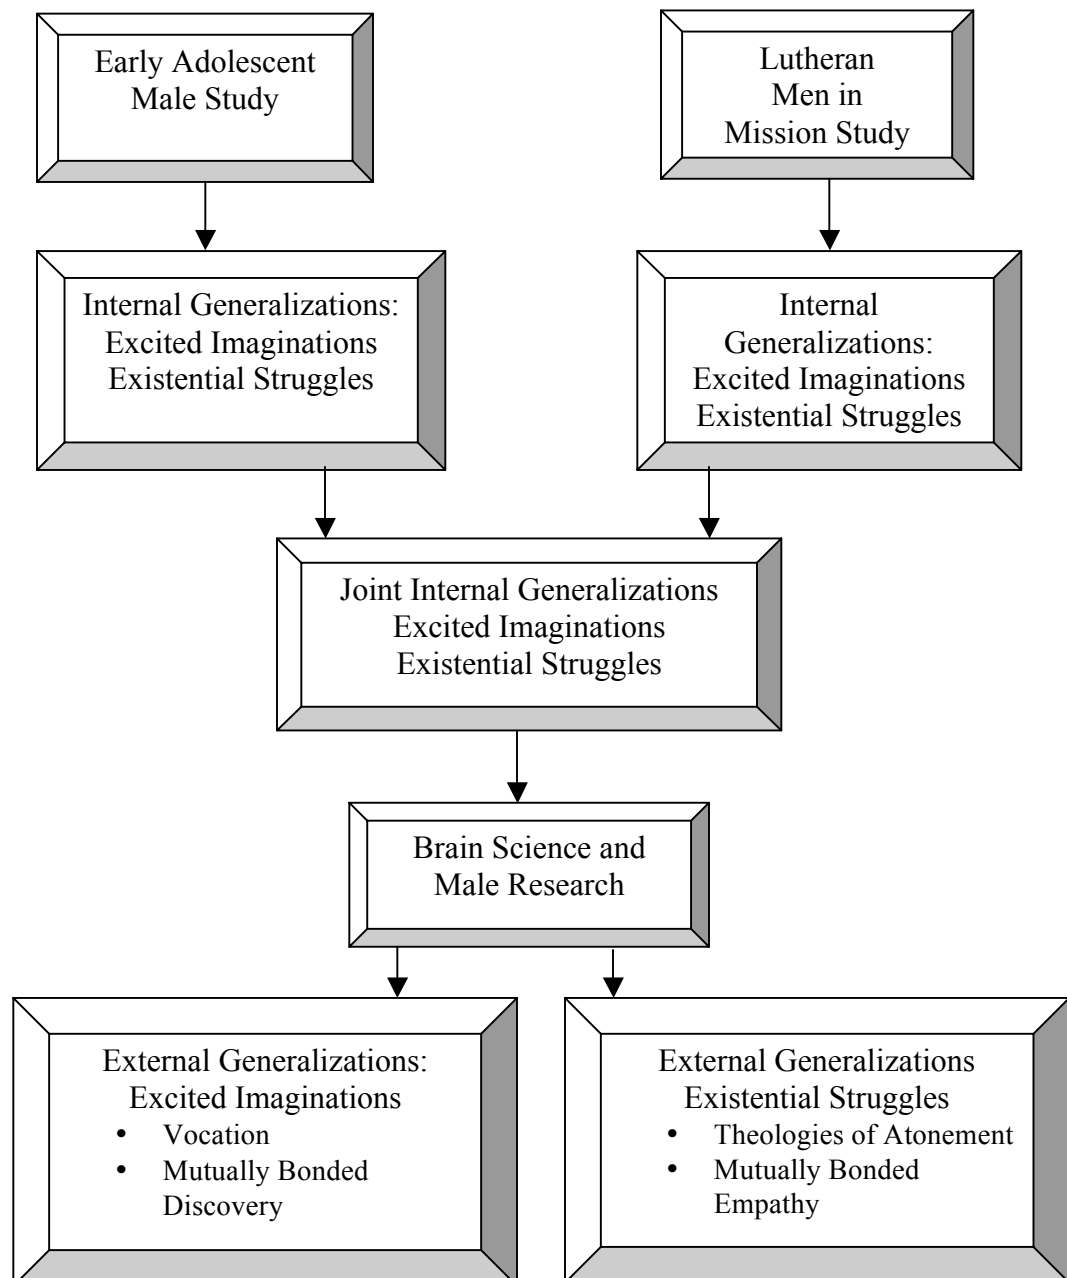 Early Adolescent
Male Study
Lutheran
Men in
Mission Study
Internal Generalizations:
Excited Imaginations
Existential Struggles
Internal
Generalizations:
Excited Imaginations
Existential Struggles
Joint Internal Generalizations
Excited Imaginations
Existential Struggles
Brain Science and
Male Research
External Generalizations:
Excited Imaginations
• Vocation
• Mutually Bonded
Discovery
External Generalizations
Existential Struggles
• Theologies of Atonement
• Mutually Bonded
Empathy